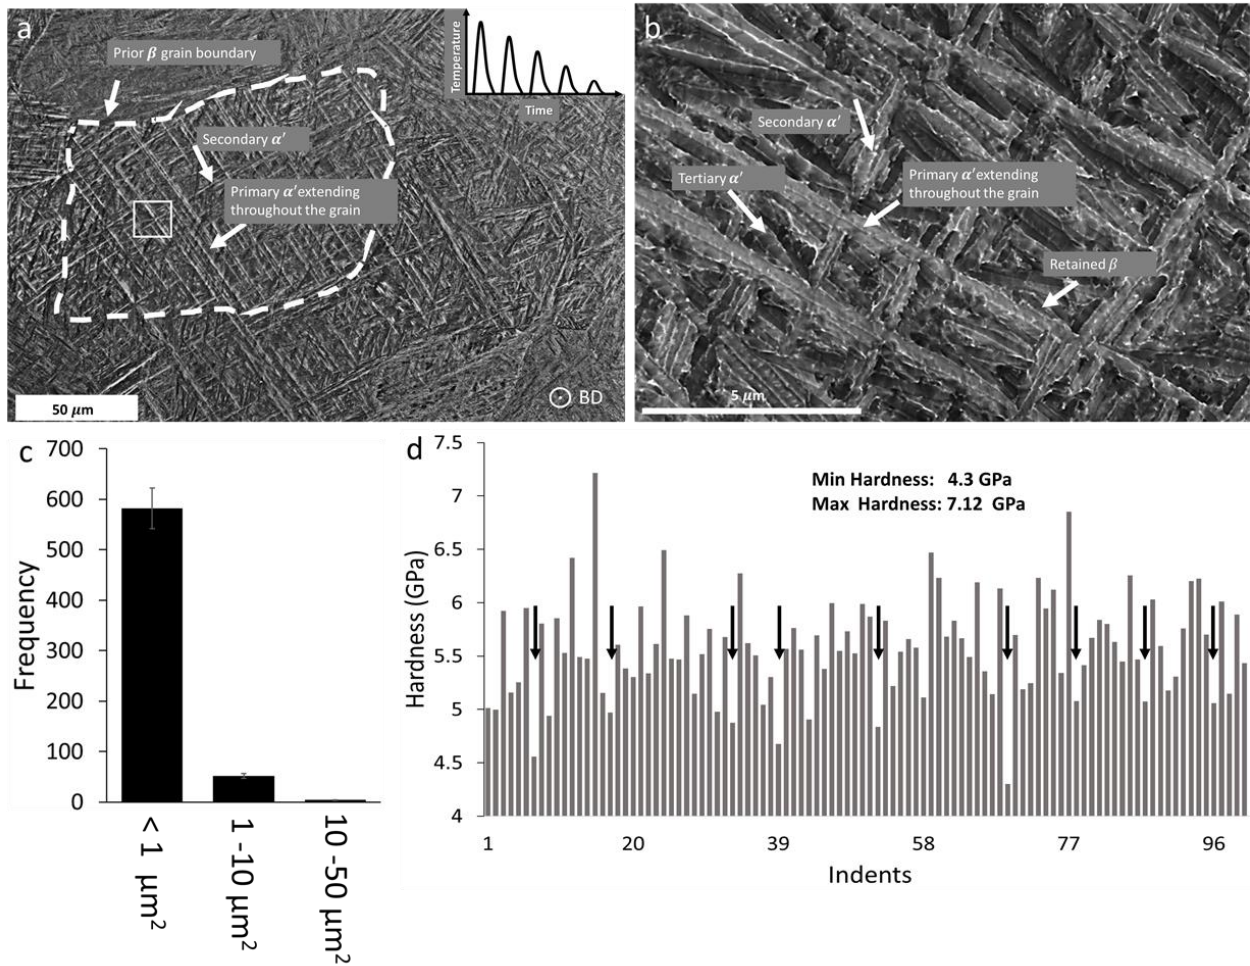 a
Prior β grain boundary
Secondary α′
Primary α′extending
throughout the grain
Temperature
Time
50 μm
BD
b
Secondary α′
Tertiary α′
Primary α′extending
throughout the grain
Retained β
5 μm
c
Frequency
700
600
500
400
300
200
100
0
< 1 μm²
1 -10 μm²
10 -50 μm²
d
Hardness (GPa)
7.5
7
6.5
6
5.5
5
4.5
4
Min Hardness: 4.3 GPa
Max Hardness: 7.12 GPa
1 20 39 58 77 96
Indents